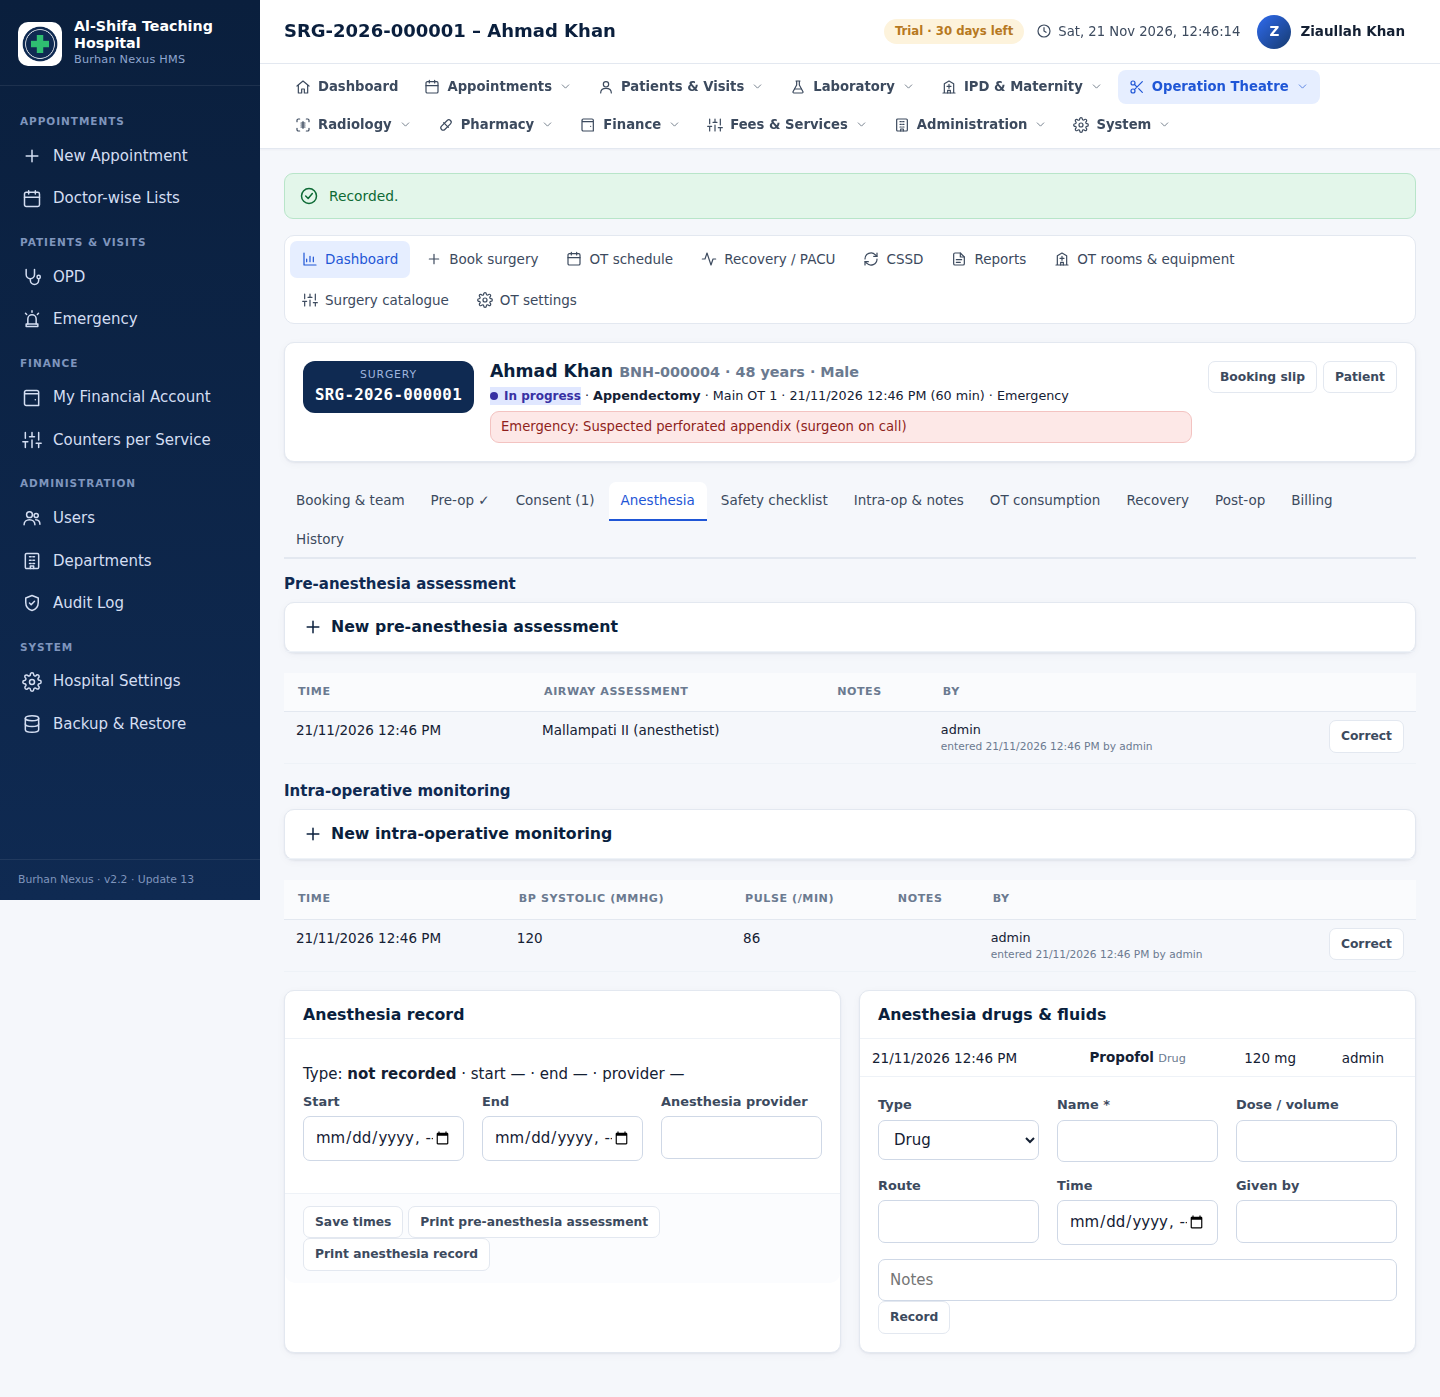 Al-Shifa Teaching Hospital
Burhan Nexus HMS
APPOINTMENTS
New Appointment
Doctor-wise Lists
PATIENTS & VISITS
OPD
Emergency
FINANCE
My Financial Account
Counters per Service
ADMINISTRATION
Users
Departments
Audit Log
SYSTEM
Hospital Settings
Backup & Restore
Burhan Nexus · v2.2 · Update 13
SRG-2026-000001 – Ahmad Khan
Trial · 30 days left
Sat, 21 Nov 2026, 12:46:14
Z
Ziaullah Khan
Dashboard Appointments Patients & Visits Laboratory IPD & Maternity Operation Theatre
Radiology Pharmacy Finance Fees & Services Administration System
Recorded.
Dashboard Book surgery OT schedule Recovery / PACU CSSD Reports OT rooms & equipment
Surgery catalogue OT settings
SURGERY
SRG-2026-000001
Ahmad Khan BNH-000004 · 48 years · Male
In progress · Appendectomy · Main OT 1 · 21/11/2026 12:46 PM (60 min) · Emergency
Emergency: Suspected perforated appendix (surgeon on call)
Booking slip Patient
Booking & team Pre-op ✓ Consent (1) Anesthesia Safety checklist Intra-op & notes OT consumption Recovery Post-op Billing
History
Pre-anesthesia assessment
New pre-anesthesia assessment
TIME AIRWAY ASSESSMENT NOTES BY
21/11/2026 12:46 PM Mallampati II (anesthetist) admin
entered 21/11/2026 12:46 PM by admin
Correct
Intra-operative monitoring
New intra-operative monitoring
TIME BP SYSTOLIC (MMHG) PULSE (/MIN) NOTES BY
21/11/2026 12:46 PM 120 86 admin
entered 21/11/2026 12:46 PM by admin
Correct
Anesthesia record
Type: not recorded · start — · end — · provider —
Start End Anesthesia provider
mm/dd/yyyy, -- mm/dd/yyyy, --
Save times Print pre-anesthesia assessment
Print anesthesia record
Anesthesia drugs & fluids
21/11/2026 12:46 PM Propofol Drug 120 mg admin
Type Name * Dose / volume
Drug
Route Time Given by
mm/dd/yyyy, --
Notes
Record